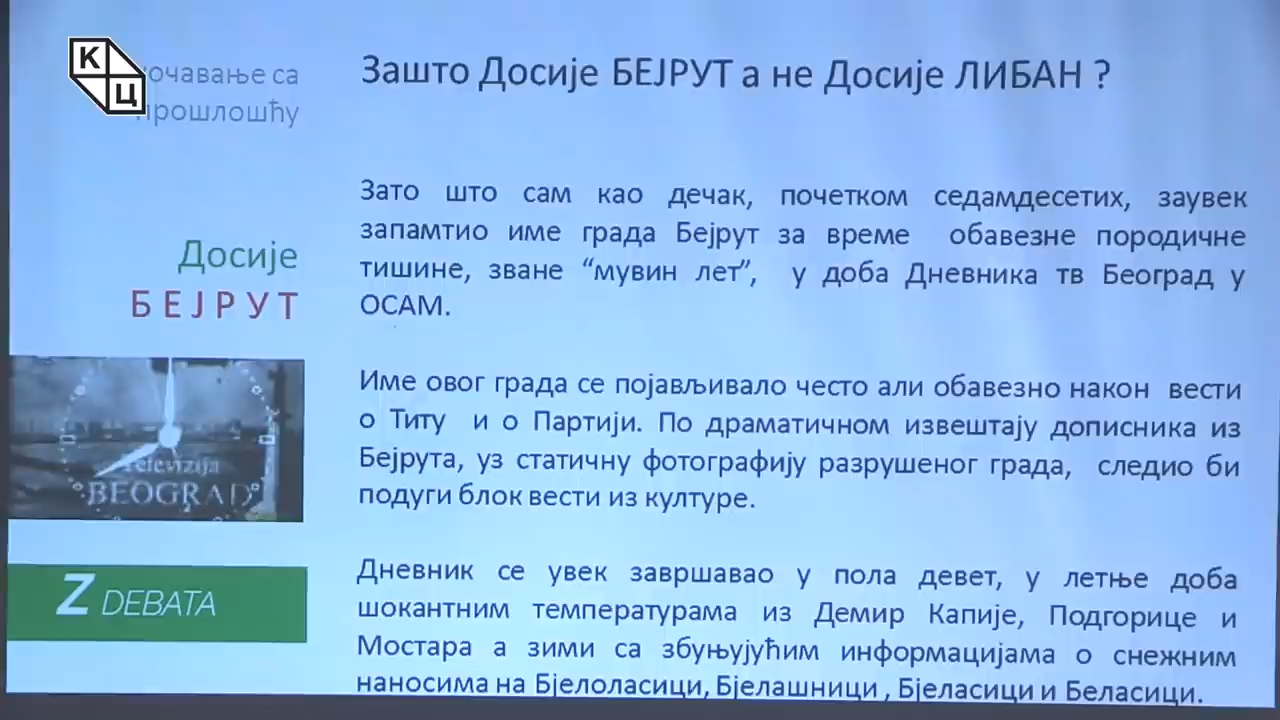 К
Ц
очавање са
прошлошћу
Досије
БЕЈРУТ
Televizija
BEOGRAD
Z DEBATA
Зашто Досије БЕЈРУТ а не Досије ЛИБАН ?
Зато што сам као дечак, почетком седамдесетих, заувек
запамтио име града Бејрут за време обавезне породичне
тишине, зване “мувин лет”, у доба Дневника тв Београд у
ОСАМ.
Име овог града се појављивало често али обавезно након вести
о Титу и о Партији. По драматичном извештају дописника из
Бејрута, уз статичну фотографију разрушеног града, следио би
подуги блок вести из културе.
Дневник се увек завршавао у пола девет, у летње доба
шокантним температурама из Демир Капије, Подгорице и
Мостара а зими са збуњујућим информацијама о снежним
наносима на Бјелоласици, Бјелашници , Бјеласици и Беласици.